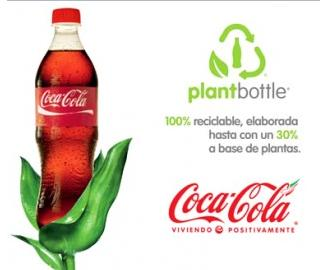 Coca-Cola
plantbottle
100% reciclable, elaborada
hasta con un 30%
a base de plantas.
Coca-Cola
VIVIENDO POSITIVAMENTE